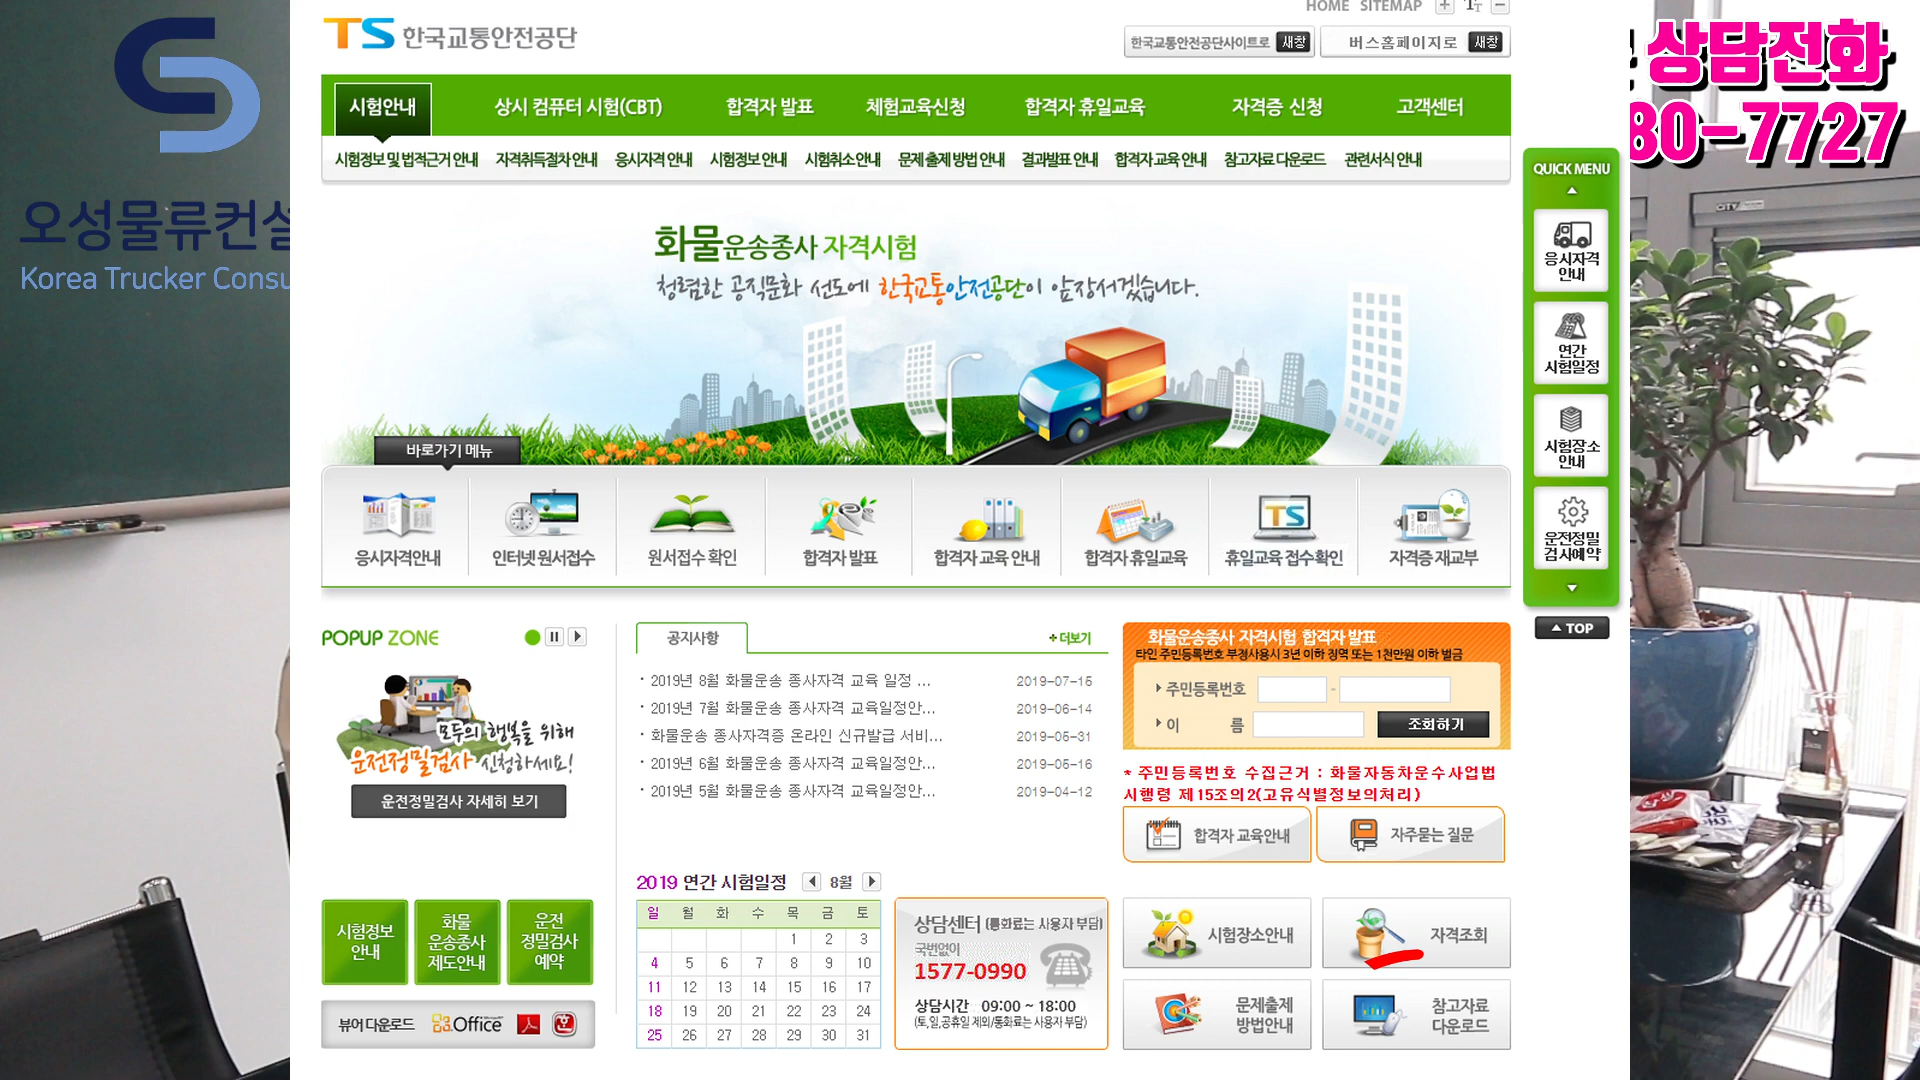 오성물류컨설
Korea Trucker Consu
상담전화
80-7727
TS 한국교통안전공단
HOME SITEMAP
한국교통안전공단사이트로 새창
버스홈페이지로 새창
시험안내 상시 컴퓨터 시험(CBT) 합격자 발표 체험교육신청 합격자 휴일교육 자격증 신청 고객센터
시험정보 및 법적근거 안내 자격취득절차 안내 응시자격 안내 시험정보 안내 시험취소 안내 문제 출제 방법 안내 결과발표 안내 합격자 교육 안내 참고자료 다운로드 관련서식 안내
화물운송종사 자격시험
청렴한 공직문화 선도에 한국교통안전공단이 앞장서겠습니다.
바로가기 메뉴
응시자격안내 인터넷 원서접수 원서접수 확인 합격자 발표 합격자 교육 안내 합격자 휴일교육 휴일교육 접수확인 자격증 재교부
TS
QUICK MENU
응시자격
안내
연간
시험일정
시험장소
안내
운전정밀
검사예약
TOP
POPUP ZONE
모두의 행복을 위해
운전정밀검사 신청하세요!
운전정밀검사 자세히 보기
공지사항
+더보기
· 2019년 8월 화물운송 종사자격 교육 일정 ... 2019-07-15
· 2019년 7월 화물운송 종사자격 교육일정안... 2019-06-14
· 화물운송 종사자격증 온라인 신규발급 서비... 2019-05-31
· 2019년 6월 화물운송 종사자격 교육일정안... 2019-05-16
· 2019년 5월 화물운송 종사자격 교육일정안... 2019-04-12
화물운송종사 자격시험 합격자 발표
타인 주민등록번호 부정사용시 3년 이하 징역 또는 1천만원 이하 벌금
주민등록번호 -
이 름 조회하기
* 주민등록번호 수집근거 : 화물자동차운수사업법
시행령 제15조의2(고유식별정보의처리)
합격자 교육안내
자주묻는 질문
시험정보
안내
화물
운송종사
제도안내
운전
정밀검사
예약
뷰어 다운로드 Office
2019 연간 시험일정 8월
일 월 화 수 목 금 토
1 2 3
4 5 6 7 8 9 10
11 12 13 14 15 16 17
18 19 20 21 22 23 24
25 26 27 28 29 30 31
상담센터 (통화료는 사용자 부담)
국번없이
1577-0990
상담시간 09:00 ~ 18:00
(토,일,공휴일 제외/통화료는 사용자 부담)
시험장소안내
자격조회
문제출제
방법안내
참고자료
다운로드